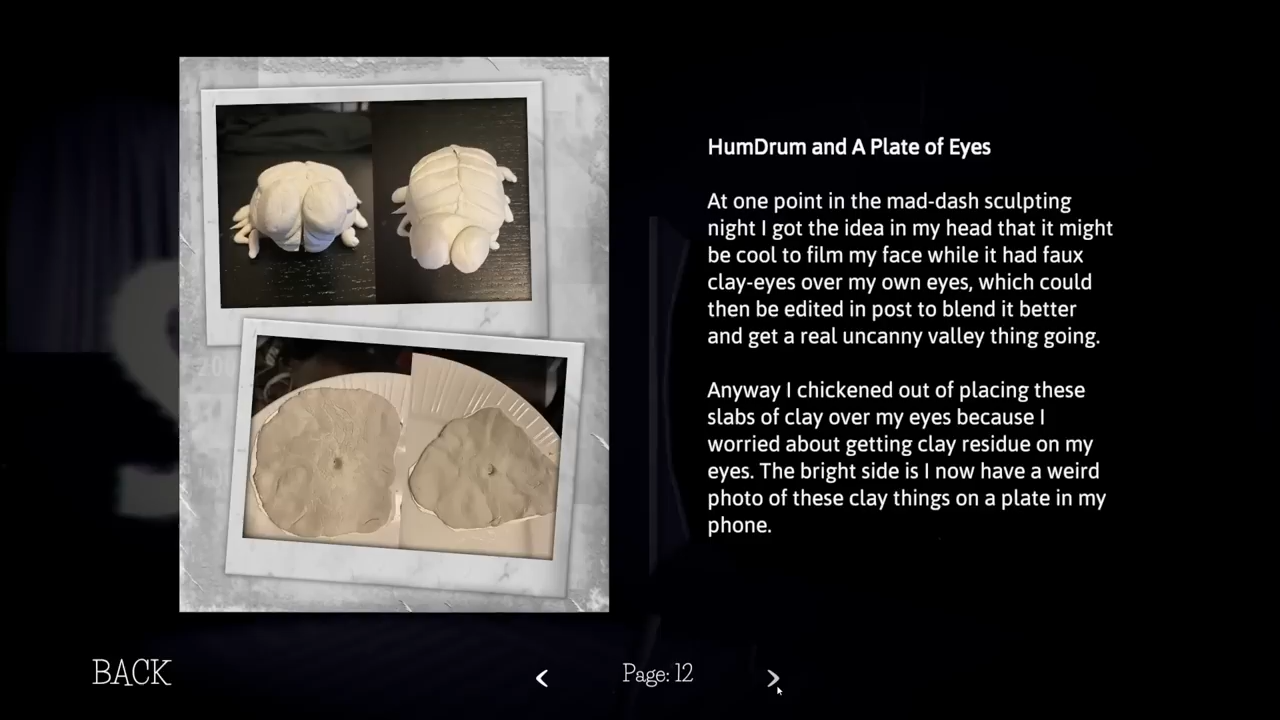 HumDrum and A Plate of Eyes
At one point in the mad-dash sculpting
night I got the idea in my head that it might
be cool to film my face while it had faux
clay-eyes over my own eyes, which could
then be edited in post to blend it better
and get a real uncanny valley thing going.
Anyway I chickened out of placing these
slabs of clay over my eyes because I
worried about getting clay residue on my
eyes. The bright side is I now have a weird
photo of these clay things on a plate in my
phone.
BACK
Page: 12